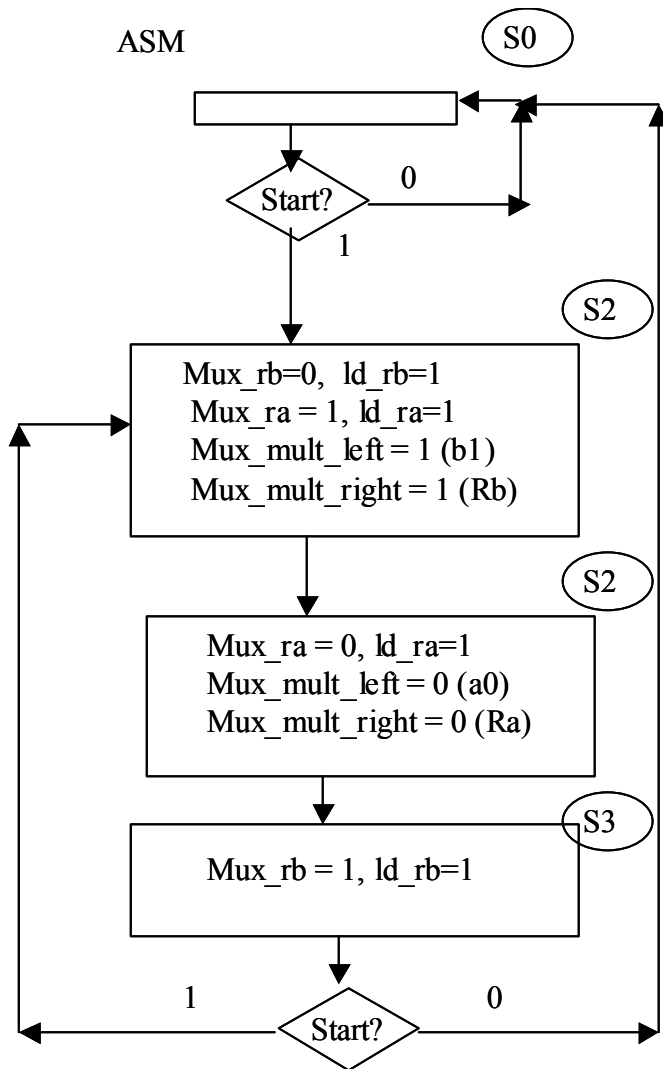 ASM
S0
Start?
0
1
S2
Mux_rb=0, ld_rb=1
Mux_ra = 1, ld_ra=1
Mux_mult_left = 1 (b1)
Mux_mult_right = 1 (Rb)
S2
Mux_ra = 0, ld_ra=1
Mux_mult_left = 0 (a0)
Mux_mult_right = 0 (Ra)
S3
Mux_rb = 1, ld_rb=1
1
0
Start?